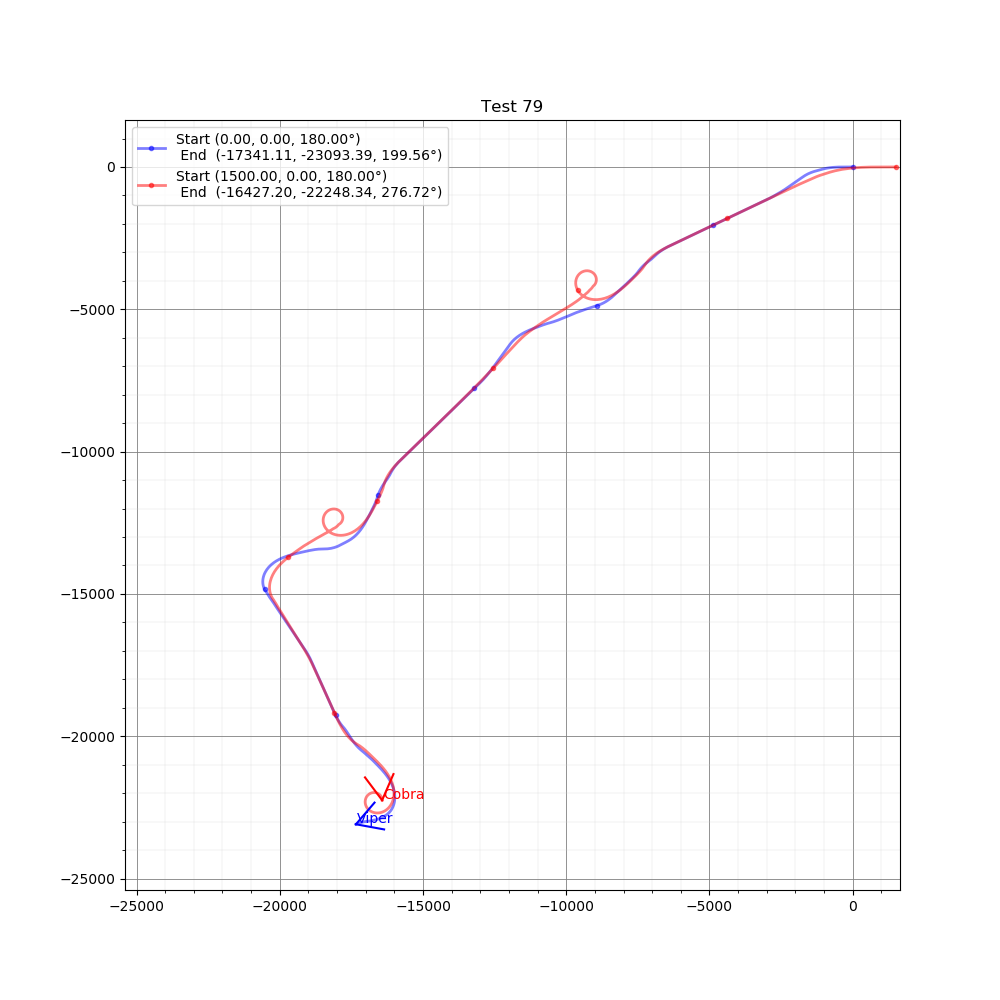 Test 79
Start (0.00, 0.00, 180.00°)
End (-17341.11, -23093.39, 199.56°)
Start (1500.00, 0.00, 180.00°)
End (-16427.20, -22248.34, 276.72°)
0
−5000
−10000
−15000
−20000
−25000
Cobra
Viper
−25000 −20000 −15000 −10000 −5000 0